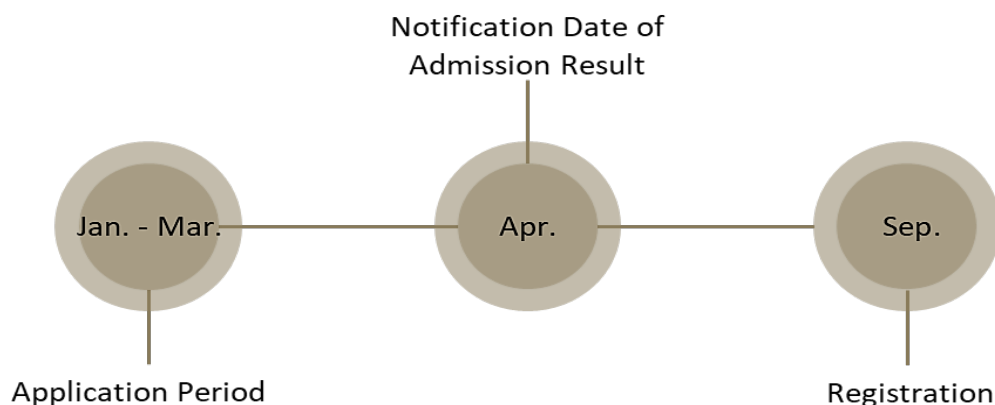 Notification Date of
Admission Result
Jan. - Mar.
Apr.
Sep.
Application Period
Registration